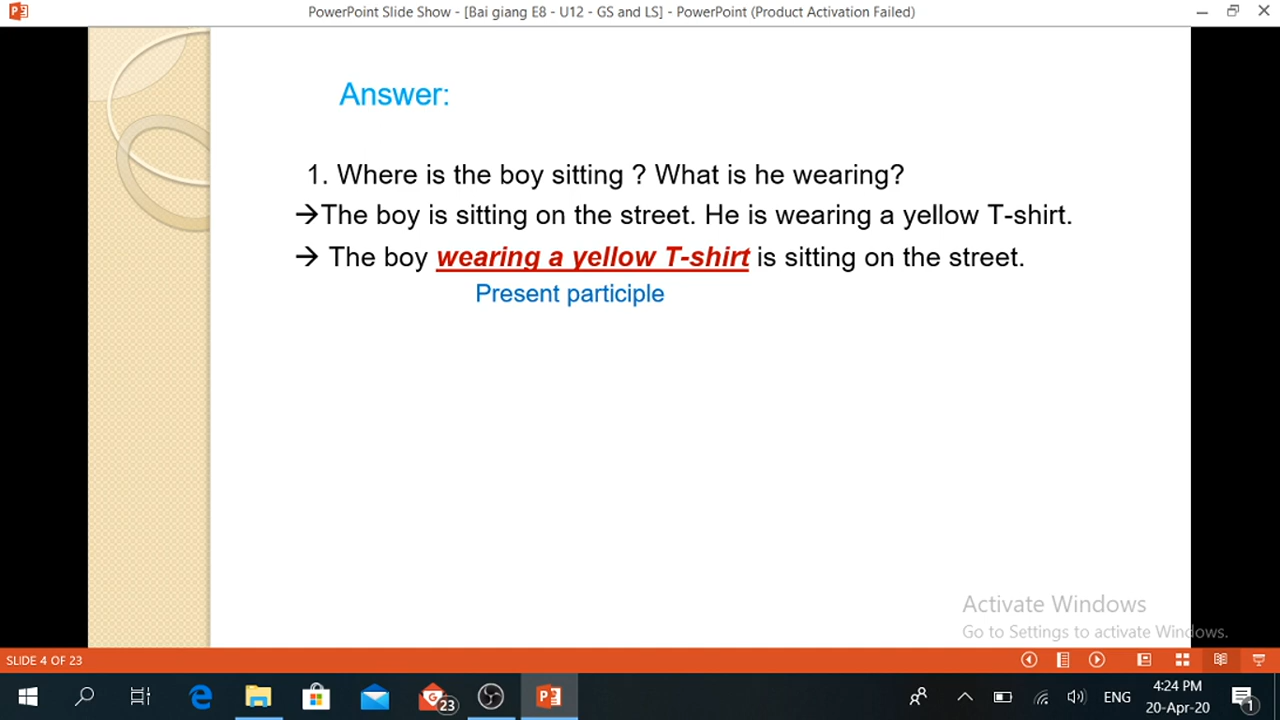 PowerPoint Slide Show - [Bai giang E8 - U12 - GS and LS] - PowerPoint (Product Activation Failed)
Answer:
1. Where is the boy sitting ? What is he wearing?
→The boy is sitting on the street. He is wearing a yellow T-shirt.
→ The boy wearing a yellow T-shirt is sitting on the street.
Present participle
Activate Windows
Go to Settings to activate Windows.
SLIDE 4 OF 23
23
ENG
4:24 PM
20-Apr-20
1